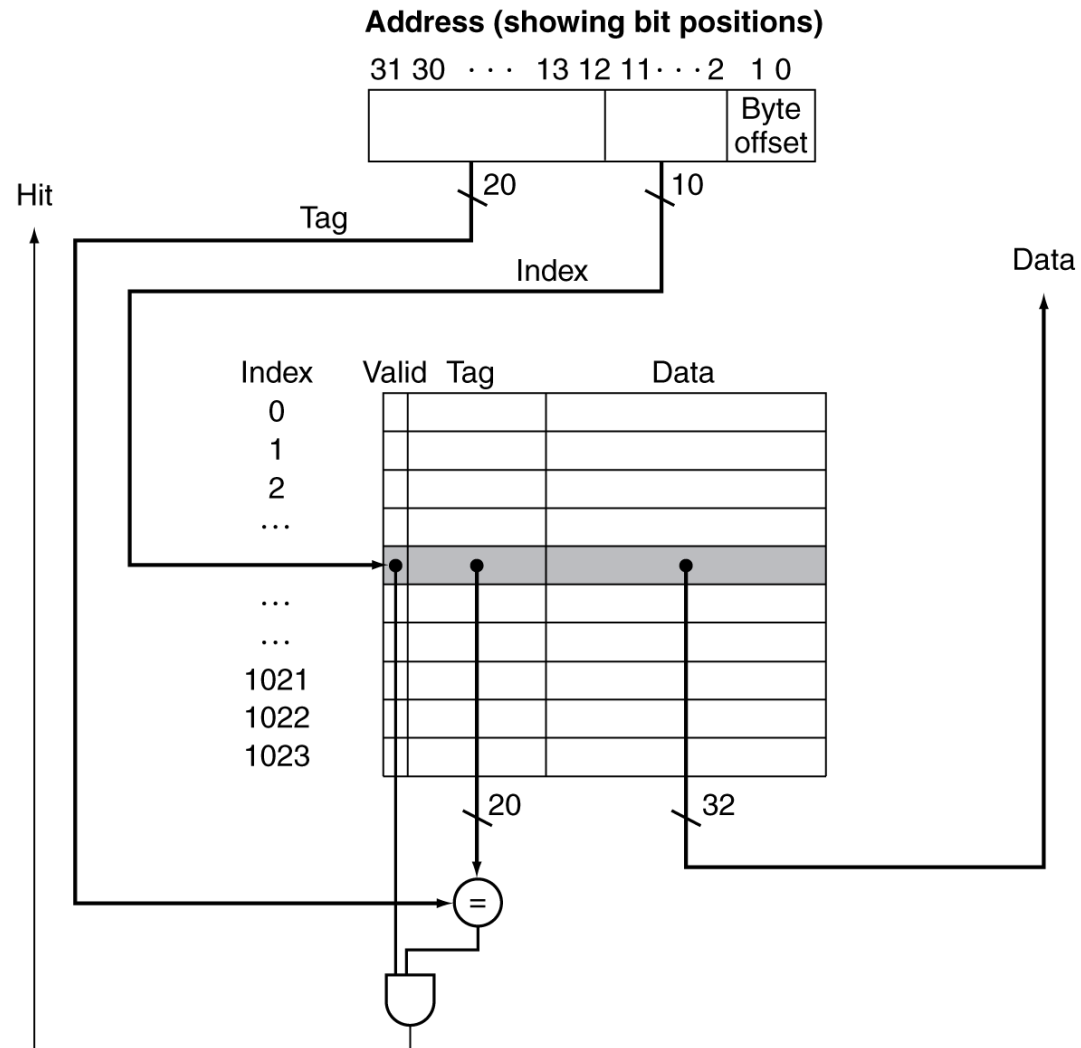 Address (showing bit positions)
31 30 · · · 13 12 11 · · · 2 1 0
Byte
offset
20 10
Hit
Tag
Data
Index
Index Valid Tag Data
0
1
2
...
...
...
1021
1022
1023
20 32
=